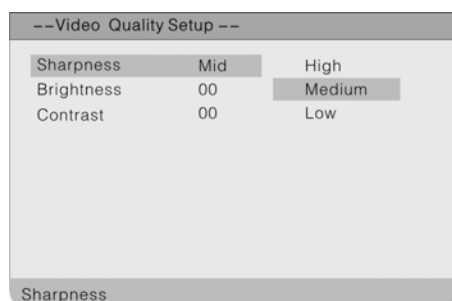 --Video Quality Setup --
Sharpness Mid High
Brightness 00 Medium
Contrast 00 Low
Sharpness